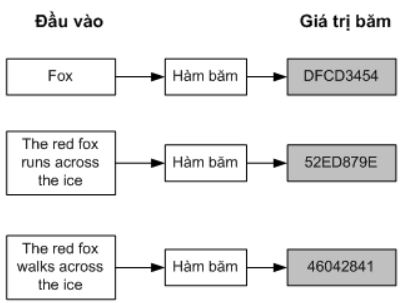 Đầu vào
Giá trị băm
Fox
Hàm băm
DFCD3454
The red fox
runs across
the ice
Hàm băm
52ED879E
The red fox
walks across
the ice
Hàm băm
46042841